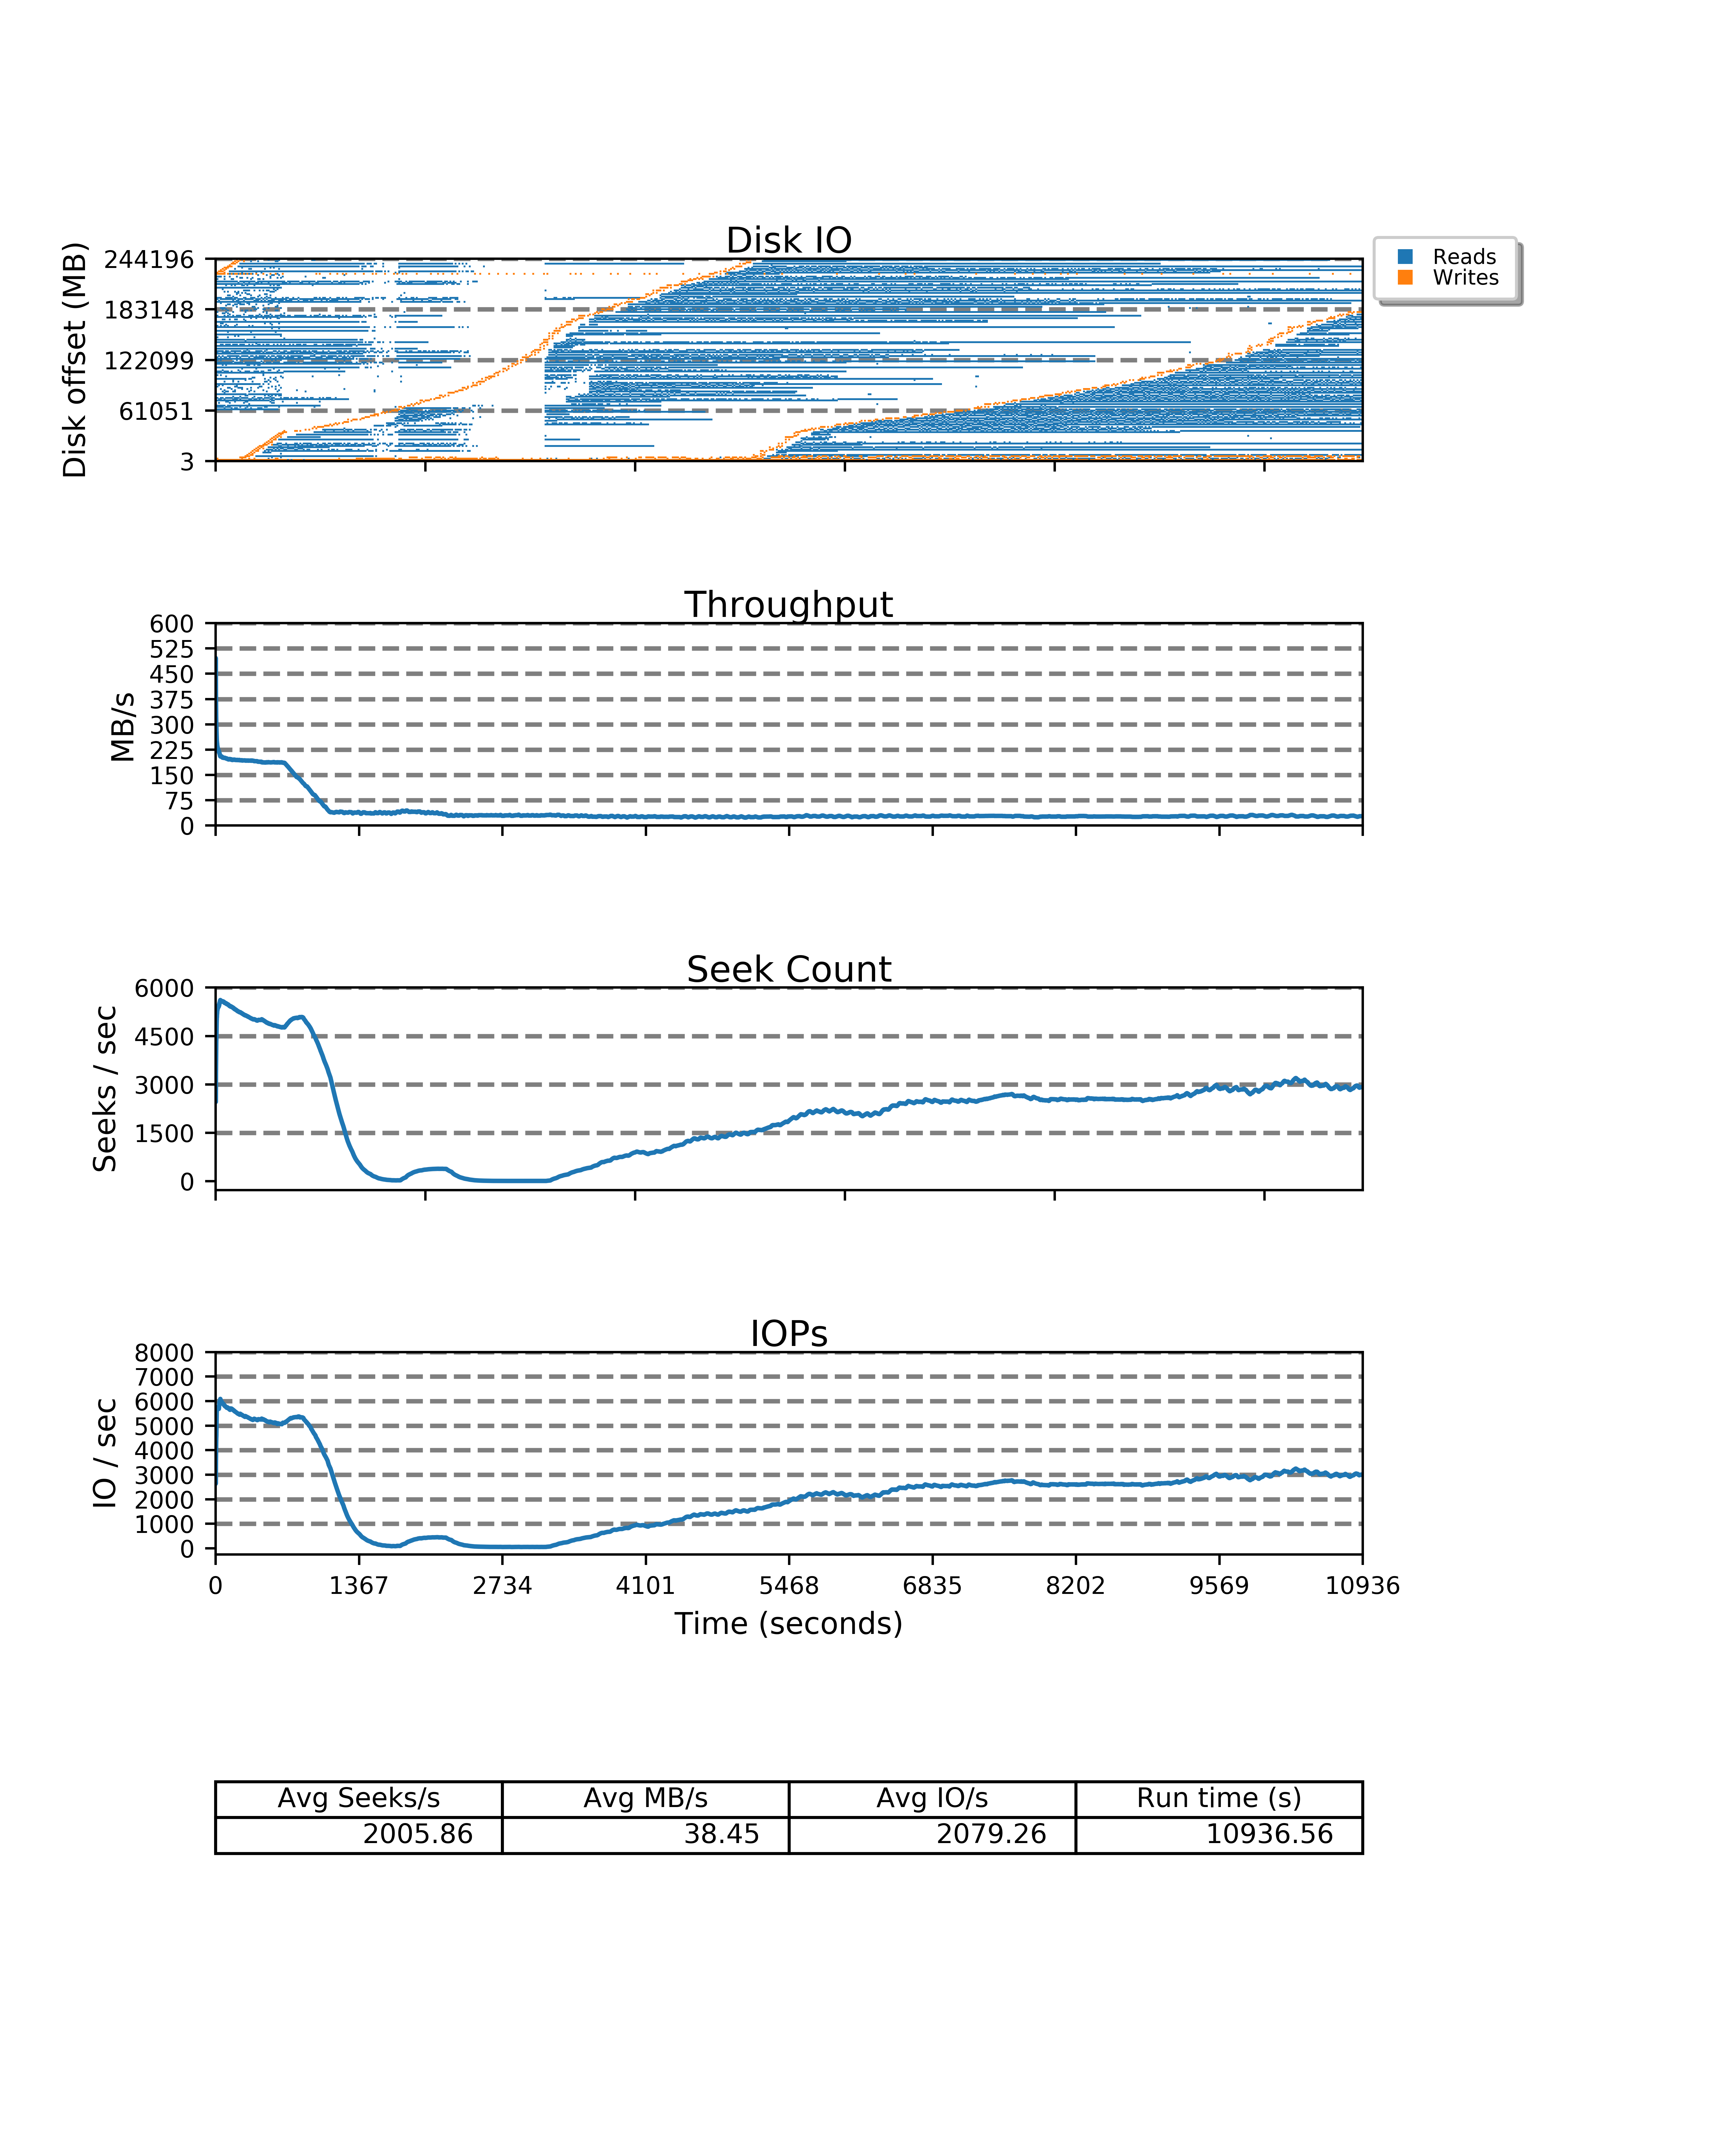 Disk IO
Disk offset (MB)
244196
183148
122099
61051
3
Reads
Writes
Throughput
MB/s
600
525
450
375
300
225
150
75
0
Seek Count
Seeks / sec
6000
4500
3000
1500
0
IOPs
IO / sec
8000
7000
6000
5000
4000
3000
2000
1000
0
0 1367 2734 4101 5468 6835 8202 9569 10936
Time (seconds)
Avg Seeks/s Avg MB/s Avg IO/s Run time (s)
2005.86 38.45 2079.26 10936.56